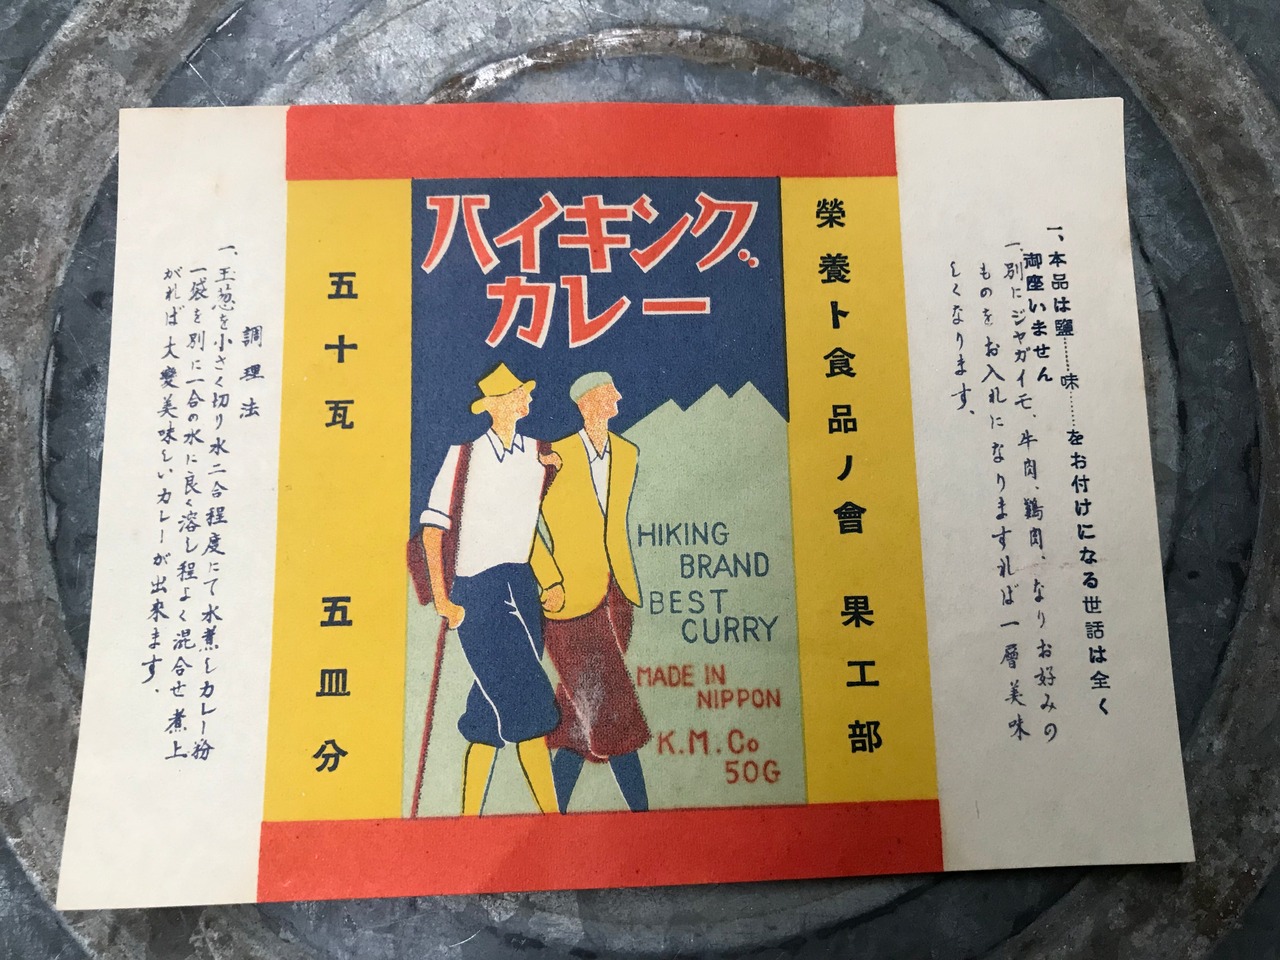 一、本品は鹽……味……をお付けになる世話は全く
御座いません
一、別にジャガイモ、牛肉、鶏肉、なりお好みの
ものをお入れになりますれば一層美味
しくなります。
榮養ト食品ノ會 果工部
ハイキング
カレー
HIKING
BRAND
BEST
CURRY
MADE IN
NIPPON
K.M.Co
50G
五十瓦 五皿分
調理法
一、玉葱を小さく切り水二合程度にて水煮しカレー粉
一袋を別に一合の水に良く溶し程よく混合せ煮上
がれば大変美味しいカレーが出来ます。